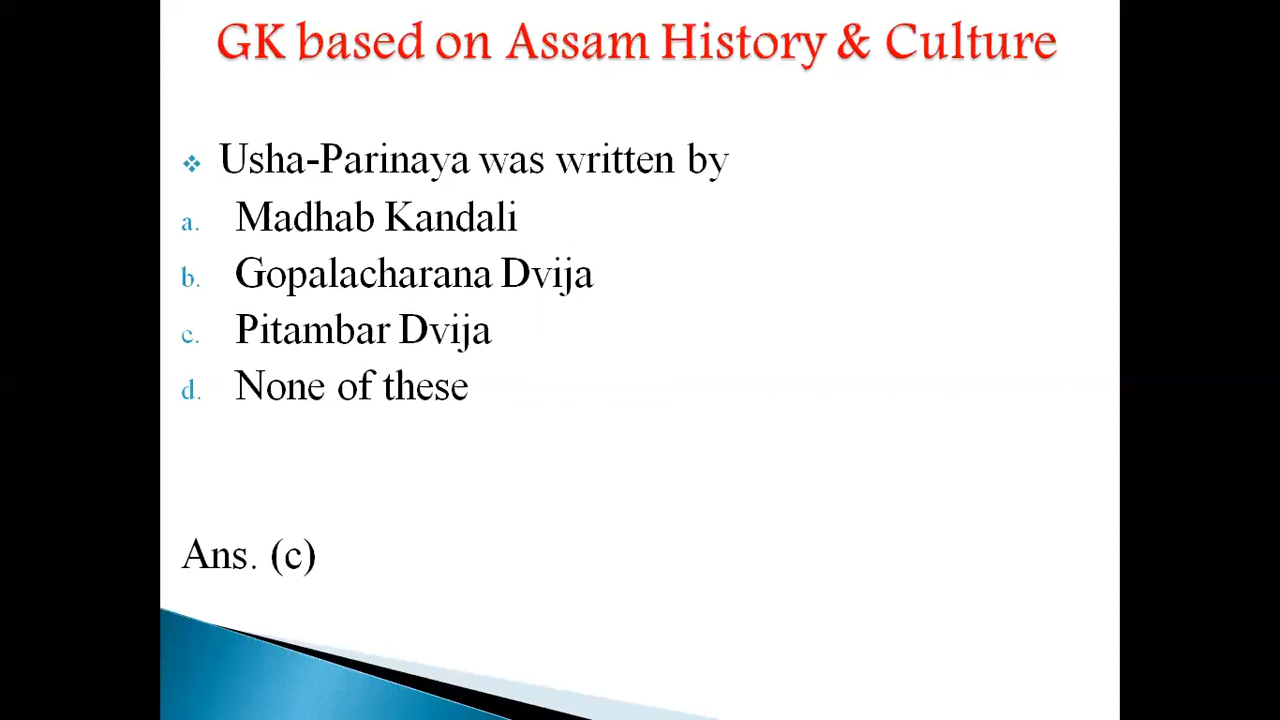 GK based on Assam History & Culture
❖ Usha-Parinaya was written by
a. Madhab Kandali
b. Gopalacharana Dvija
c. Pitambar Dvija
d. None of these
Ans. (c)